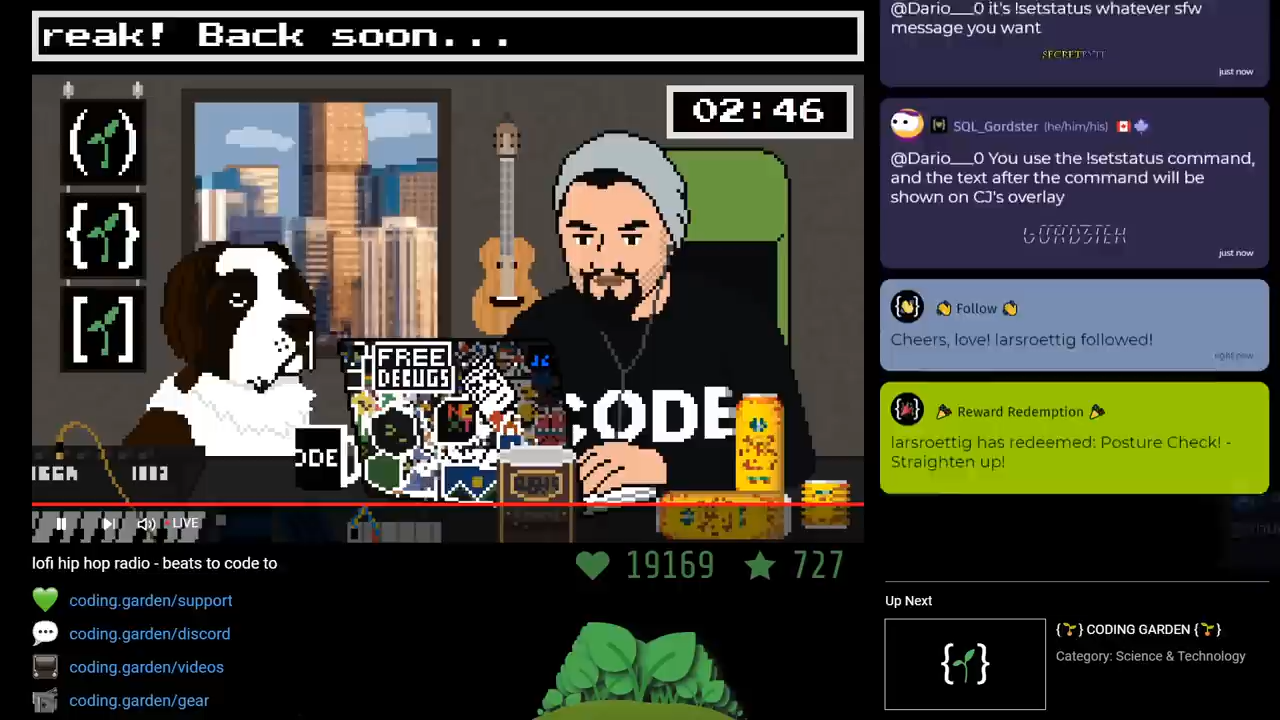 reak! Back soon...
02:46
FREE
DEBUGS
CODE
ODE
LIVE
lofi hip hop radio - beats to code to
19169
727
coding.garden/support
coding.garden/discord
coding.garden/videos
coding.garden/gear
@Dario___0 it's !setstatus whatever sfw
message you want
just now
SQL_Gordster (he/him/his)
@Dario___0 You use the !setstatus command,
and the text after the command will be
shown on CJ's overlay
GORDSTER
just now
Follow
Cheers, love! larsroettig followed!
right now
Reward Redemption
larsroettig has redeemed: Posture Check! -
Straighten up!
Up Next
{ } CODING GARDEN { }
Category: Science & Technology